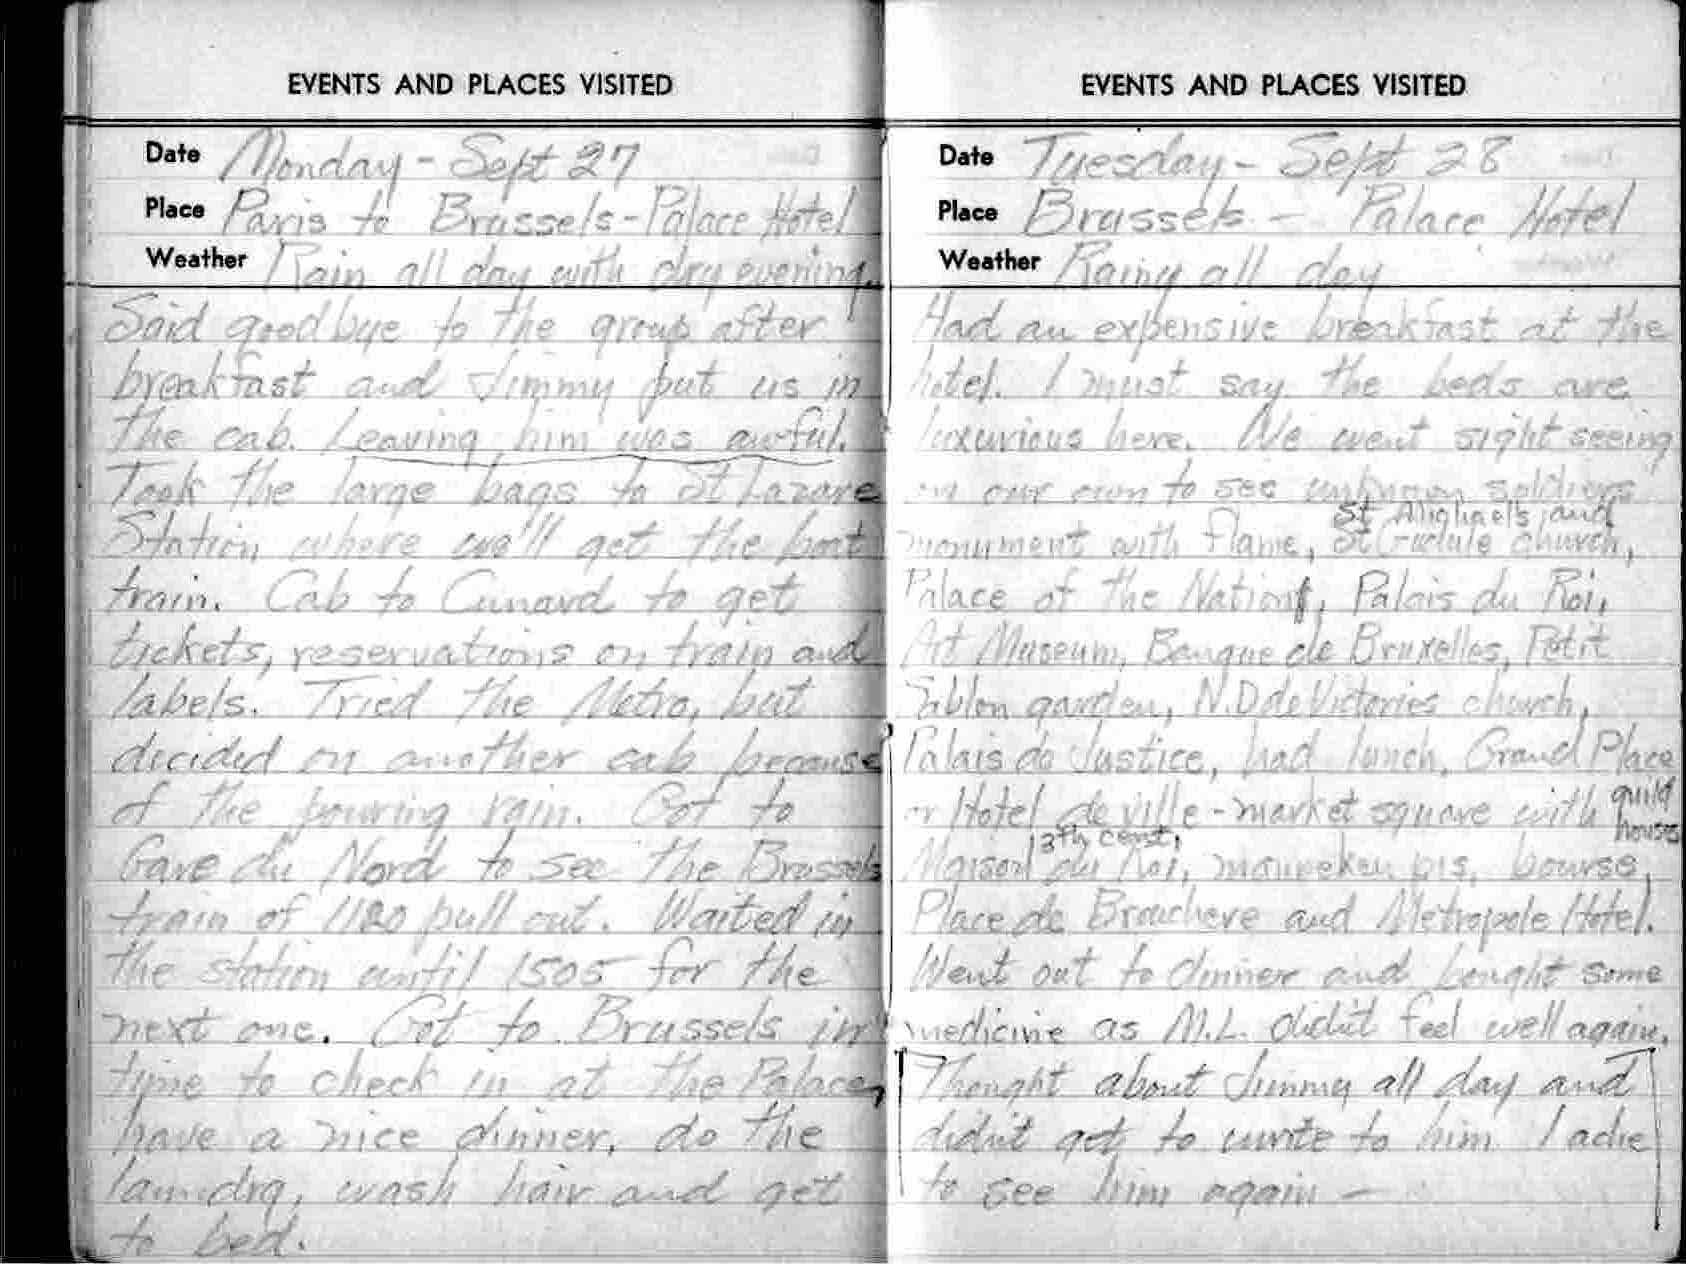 EVENTS AND PLACES VISITED
Date Monday - Sept 27
Place Paris to Brussels - Palace Hotel
Weather Rain all day with dry evening.
Said goodbye to the group after
breakfast and Jimmy put us in
the cab. Leaving him was awful.
Took the large bags to St Lazare
Station where we'll get the boat
train. Cab to Cunard to get
tickets, reservations on train and
labels. Tried the Metro, but
decided on another cab because
of the pouring rain. Got to
Gare du Nord to see the Brussels
train of 1120 pull out. Waited in
the station until 1505 for the
next one. Got to Brussels in
time to check in at the Palace,
have a nice dinner, do the
laundry, wash hair and get
to bed.
EVENTS AND PLACES VISITED
Date Tuesday - Sept 28
Place Brussels - Palace Hotel
Weather Rainy all day
Had an expensive breakfast at the
hotel. I must say the beds are
luxurious here. We went sight seeing
on our own to see unknown soldiers
St Michael's and
monument with flame, St Gudule church,
Palace of the Nation, Palais du Roi,
Art Museum, Banque de Bruxelles, Petit
Sablon garden, N.D de Victories church,
Palais de Justice, had lunch, Grand Place
or Hotel de ville - market square with guild houses
13th cent,
Maison du Roi, manneken pis, bourse,
Place de Brouchere and Metropole Hotel.
Went out to dinner and bought some
medicine as M.L. didn't feel well again.
Thought about Jimmy all day and
didn't get to write to him. I ache
to see him again -